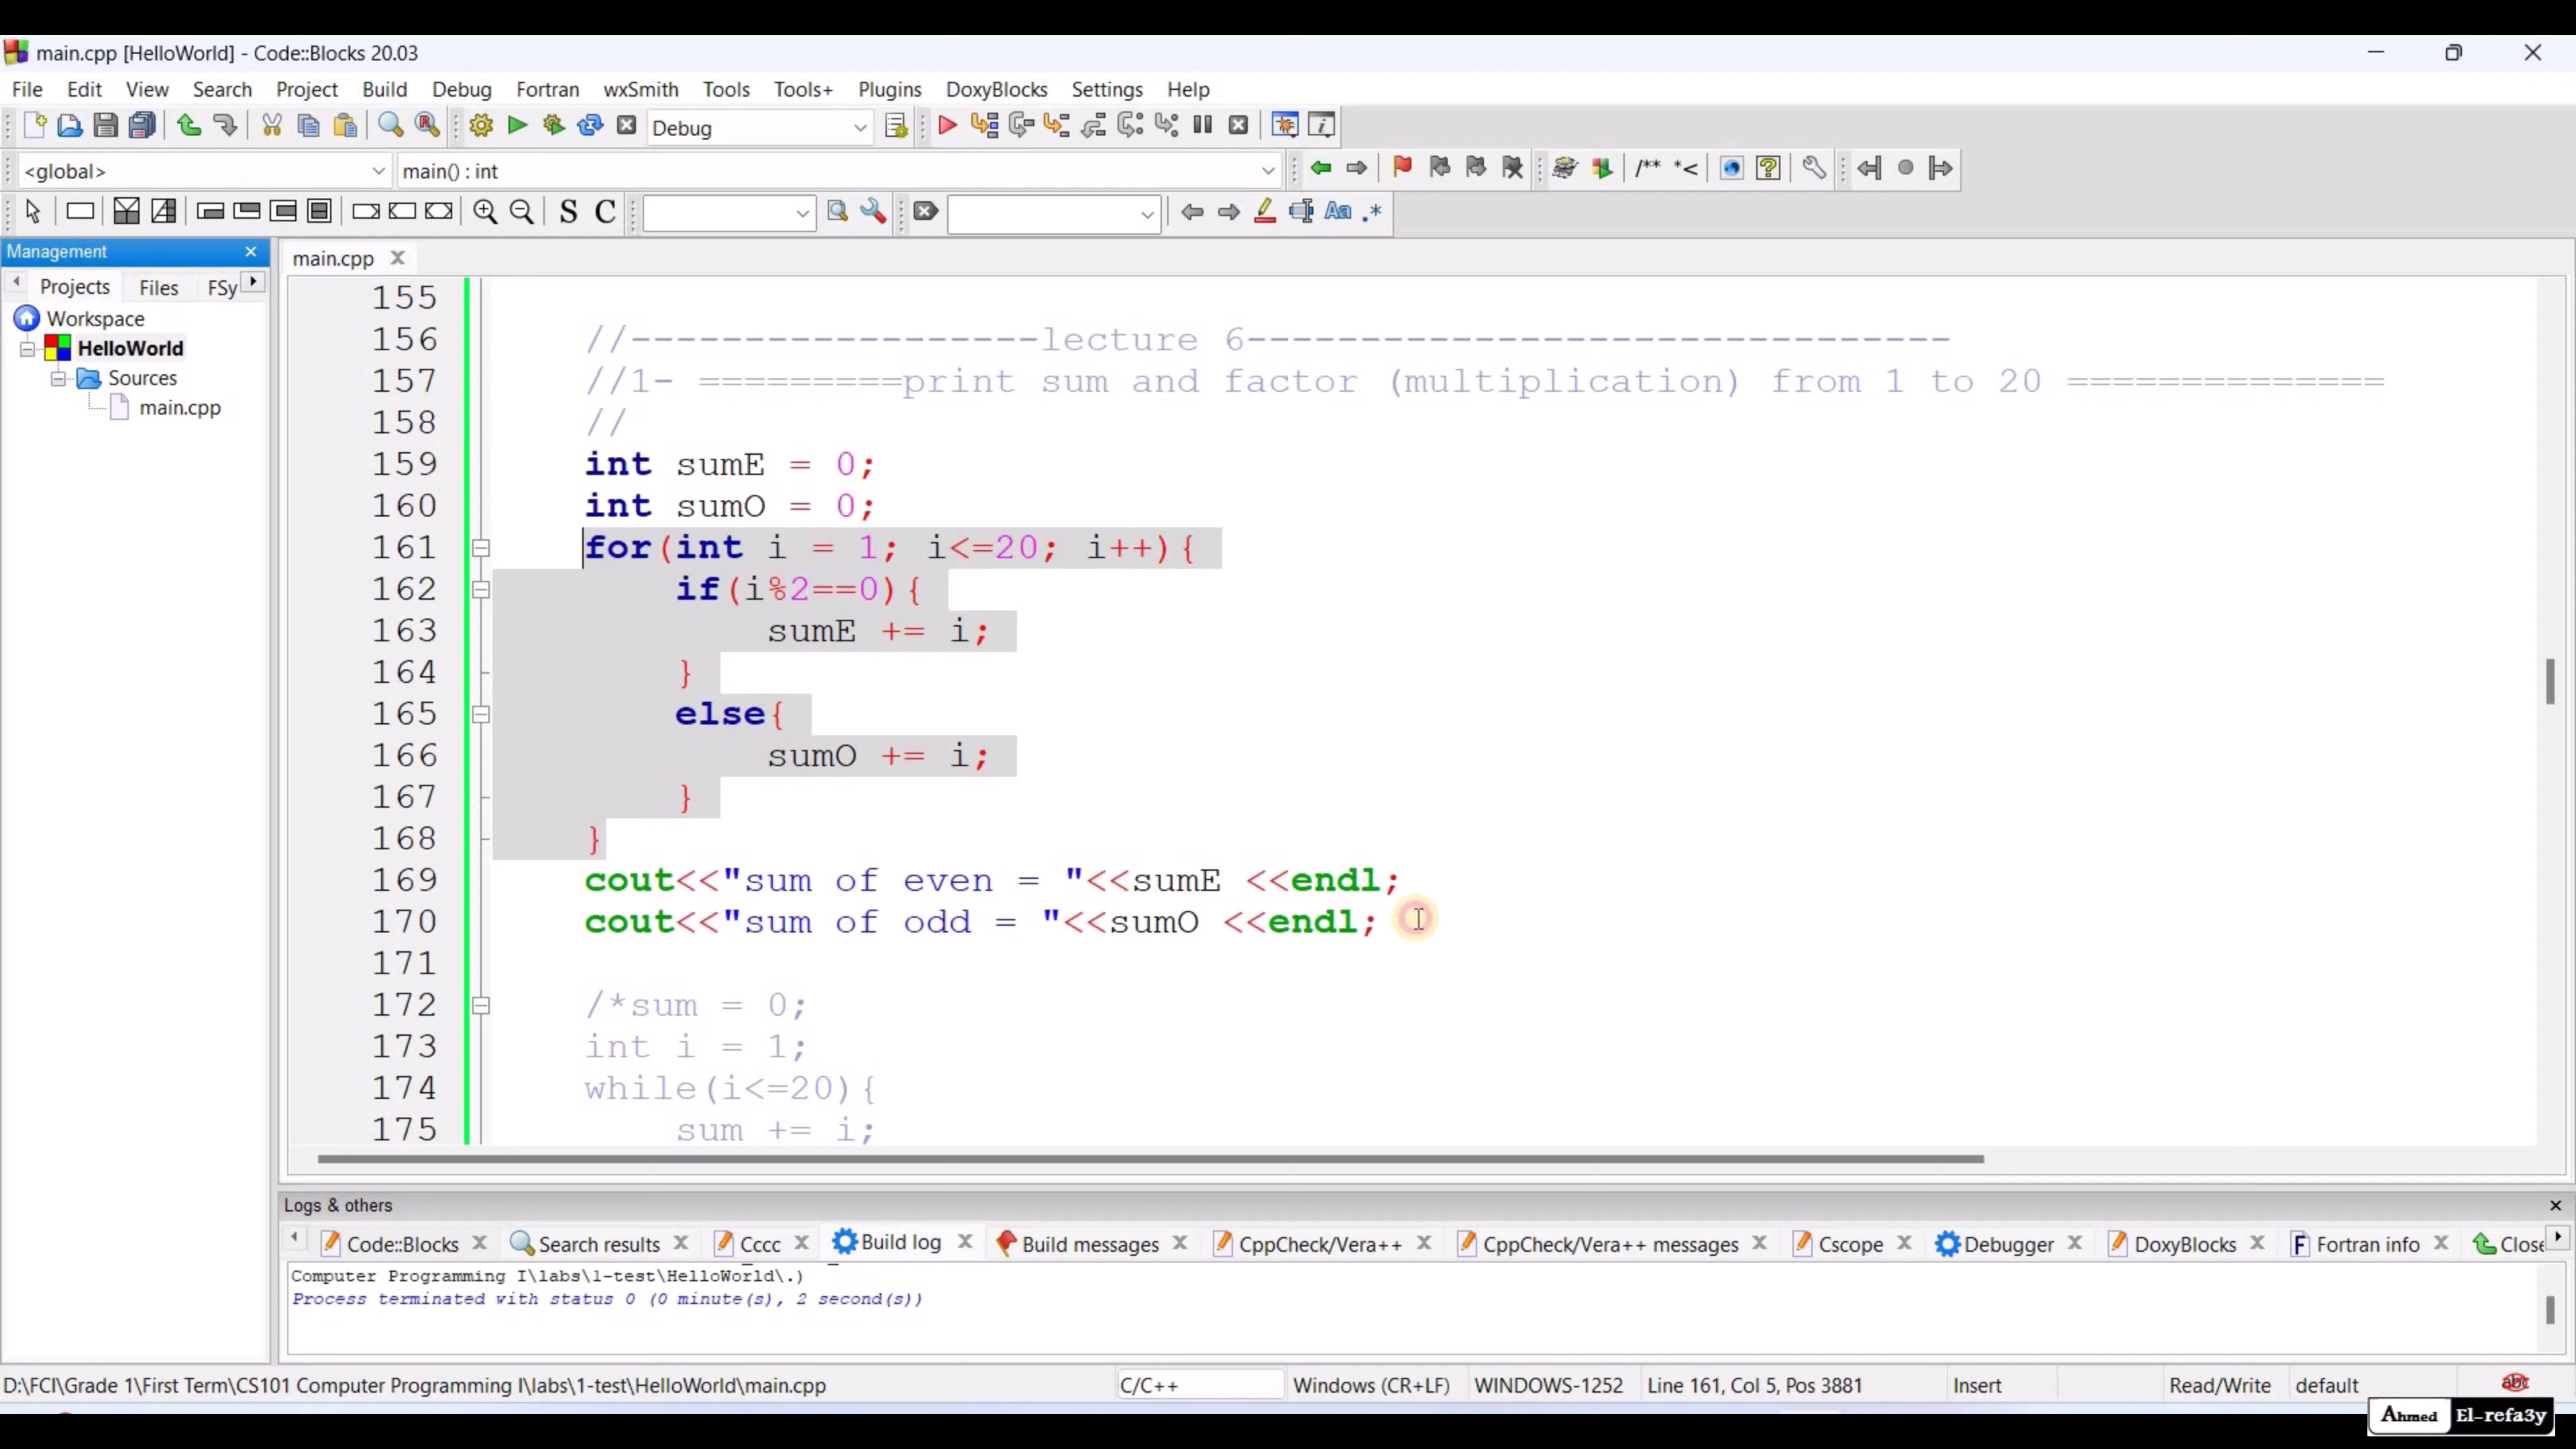 main.cpp [HelloWorld] - Code::Blocks 20.03
File Edit View Search Project Build Debug Fortran wxSmith Tools Tools+ Plugins DoxyBlocks Settings Help
Debug
<global> main() : int
/** *<
S C
Aa .*
Management
Projects Files FSy
Workspace
HelloWorld
Sources
main.cpp
main.cpp
155
156 //------------------lecture 6-------------------------------
157 //1- =========print sum and factor (multiplication) from 1 to 20 ==============
158 //
159 int sumE = 0;
160 int sumO = 0;
161 for(int i = 1; i<=20; i++){
162 if(i%2==0){
163 sumE += i;
164 }
165 else{
166 sumO += i;
167 }
168 }
169 cout<<"sum of even = "<<sumE <<endl;
170 cout<<"sum of odd = "<<sumO <<endl;
171
172 /*sum = 0;
173 int i = 1;
174 while(i<=20){
175 sum += i;
Logs & others
Code::Blocks Search results Cccc Build log Build messages CppCheck/Vera++ CppCheck/Vera++ messages Cscope Debugger DoxyBlocks Fortran info Close
Computer Programming I\labs\1-test\HelloWorld\.)
Process terminated with status 0 (0 minute(s), 2 second(s))
D:\FCI\Grade 1\First Term\CS101 Computer Programming I\labs\1-test\HelloWorld\main.cpp C/C++ Windows (CR+LF) WINDOWS-1252 Line 161, Col 5, Pos 3881 Insert Read/Write default
Ahmed El-refa3y